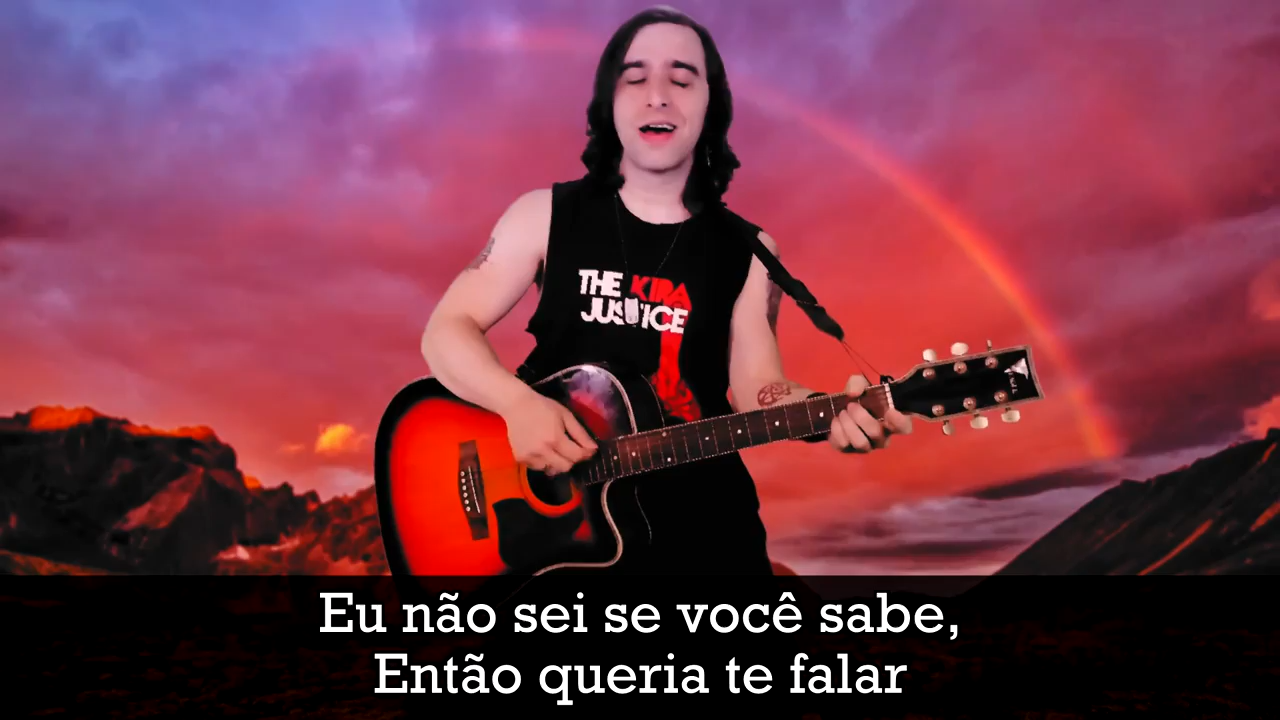 THE KIRA
JUSTICE
Eu não sei se você sabe,
Então queria te falar